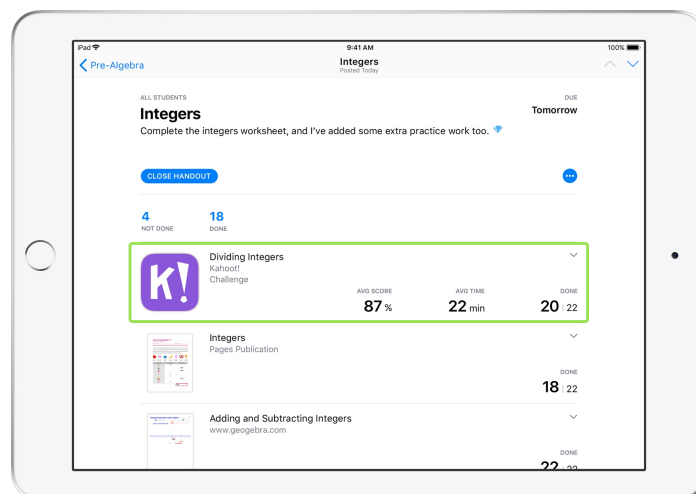 iPad 9:41 AM 100%
Pre-Algebra Integers
Posted Today
ALL STUDENTS DUE
Integers Tomorrow
Complete the integers worksheet, and I've added some extra practice work too.
CLOSE HANDOUT
4 18
NOT DONE DONE
Dividing Integers
Kahoot!
Challenge
K!
AVG SCORE AVG TIME DONE
87 % 22 min 20 | 22
Integers
Pages Publication
DONE
18 | 22
Adding and Subtracting Integers
www.geogebra.com
DONE
22 | 22